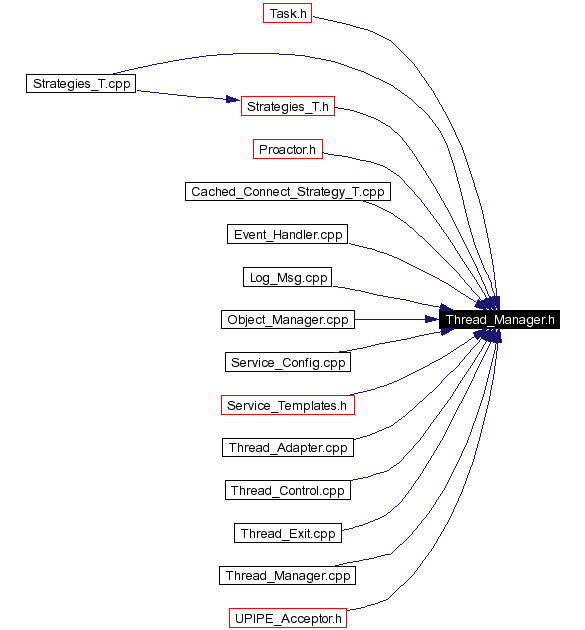 Task.h
Strategies_T.cpp
Strategies_T.h
Proactor.h
Cached_Connect_Strategy_T.cpp
Event_Handler.cpp
Log_Msg.cpp
Object_Manager.cpp
Thread_Manager.h
Service_Config.cpp
Service_Templates.h
Thread_Adapter.cpp
Thread_Control.cpp
Thread_Exit.cpp
Thread_Manager.cpp
UPIPE_Acceptor.h